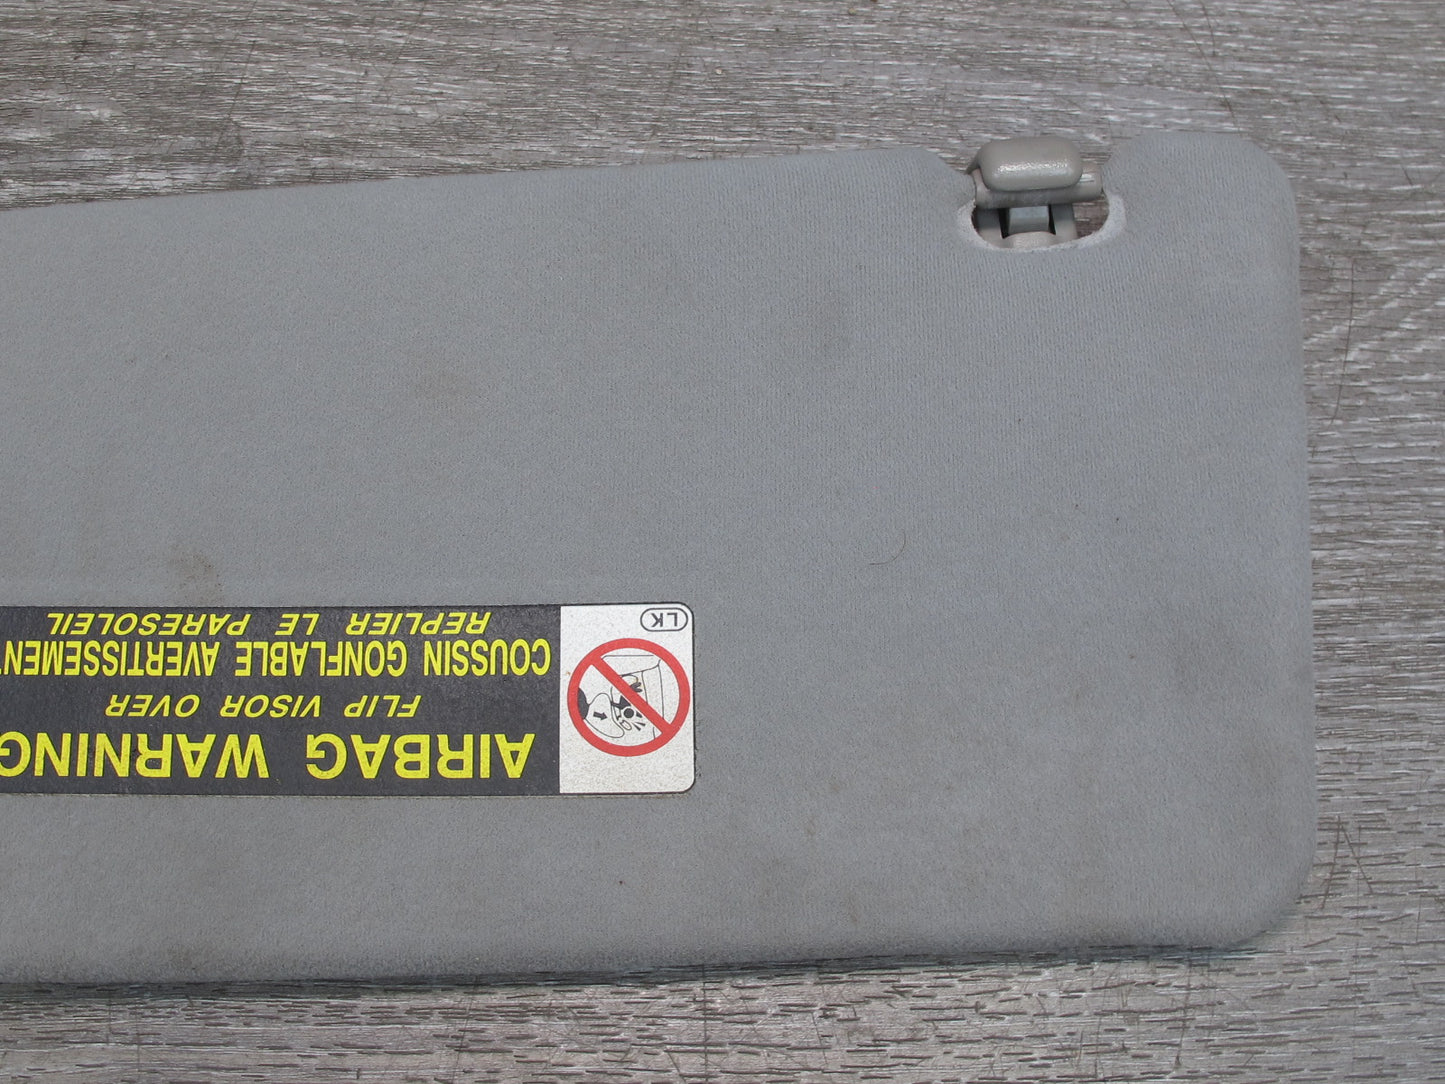 AIRBAG WARNING
FLIP VISOR OVER
COUSSIN GONFLABLE AVERTISSEMENT
REPLIER LE PARESOLEIL
LK